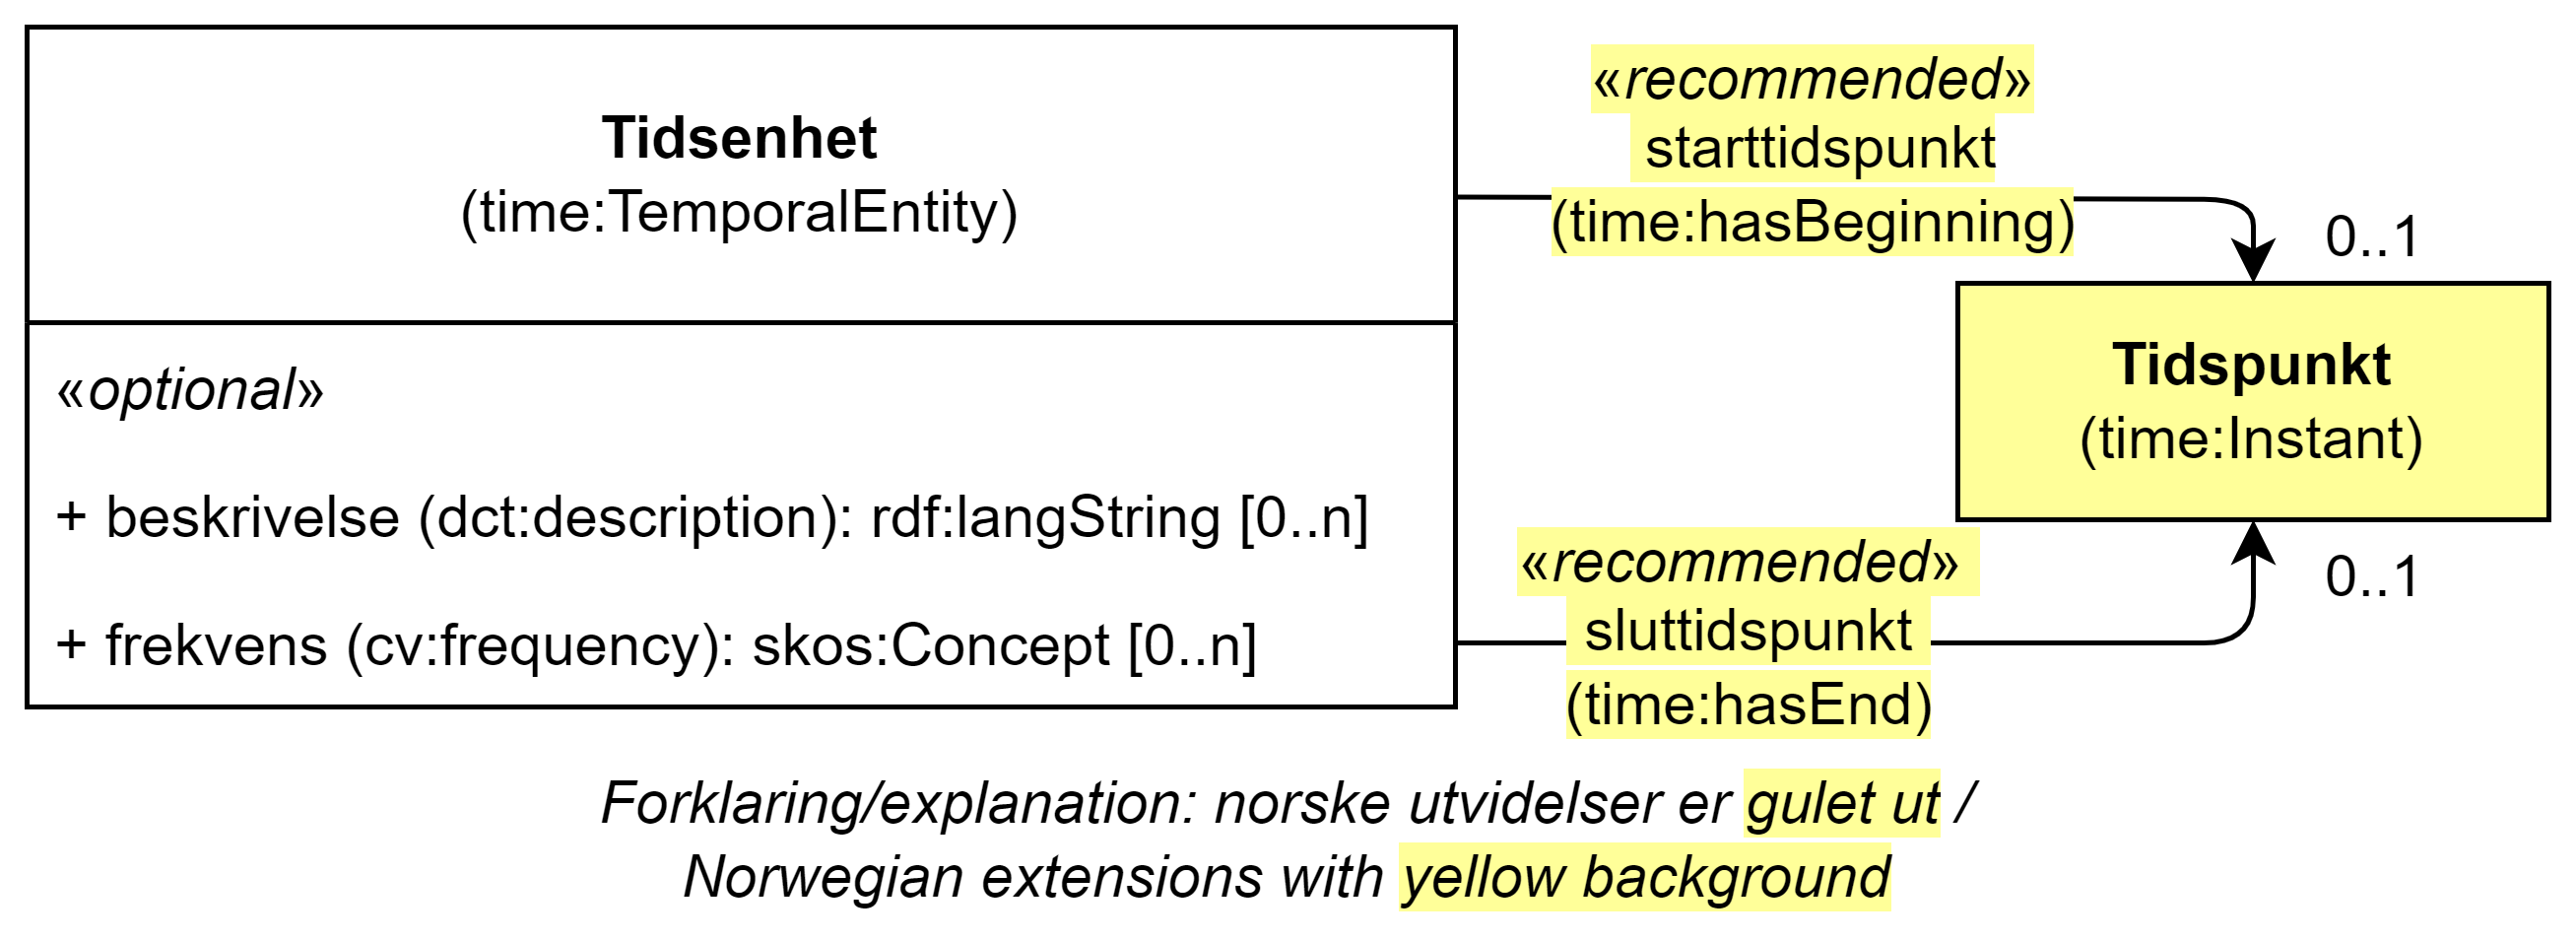 Tidsenhet
(time:TemporalEntity)
«optional»
+ beskrivelse (dct:description): rdf:langString [0..n]
+ frekvens (cv:frequency): skos:Concept [0..n]
«recommended»
starttidspunkt
(time:hasBeginning)
0..1
Tidspunkt
(time:Instant)
«recommended»
sluttidspunkt
(time:hasEnd)
0..1
Forklaring/explanation: norske utvidelser er gulet ut /
Norwegian extensions with yellow background